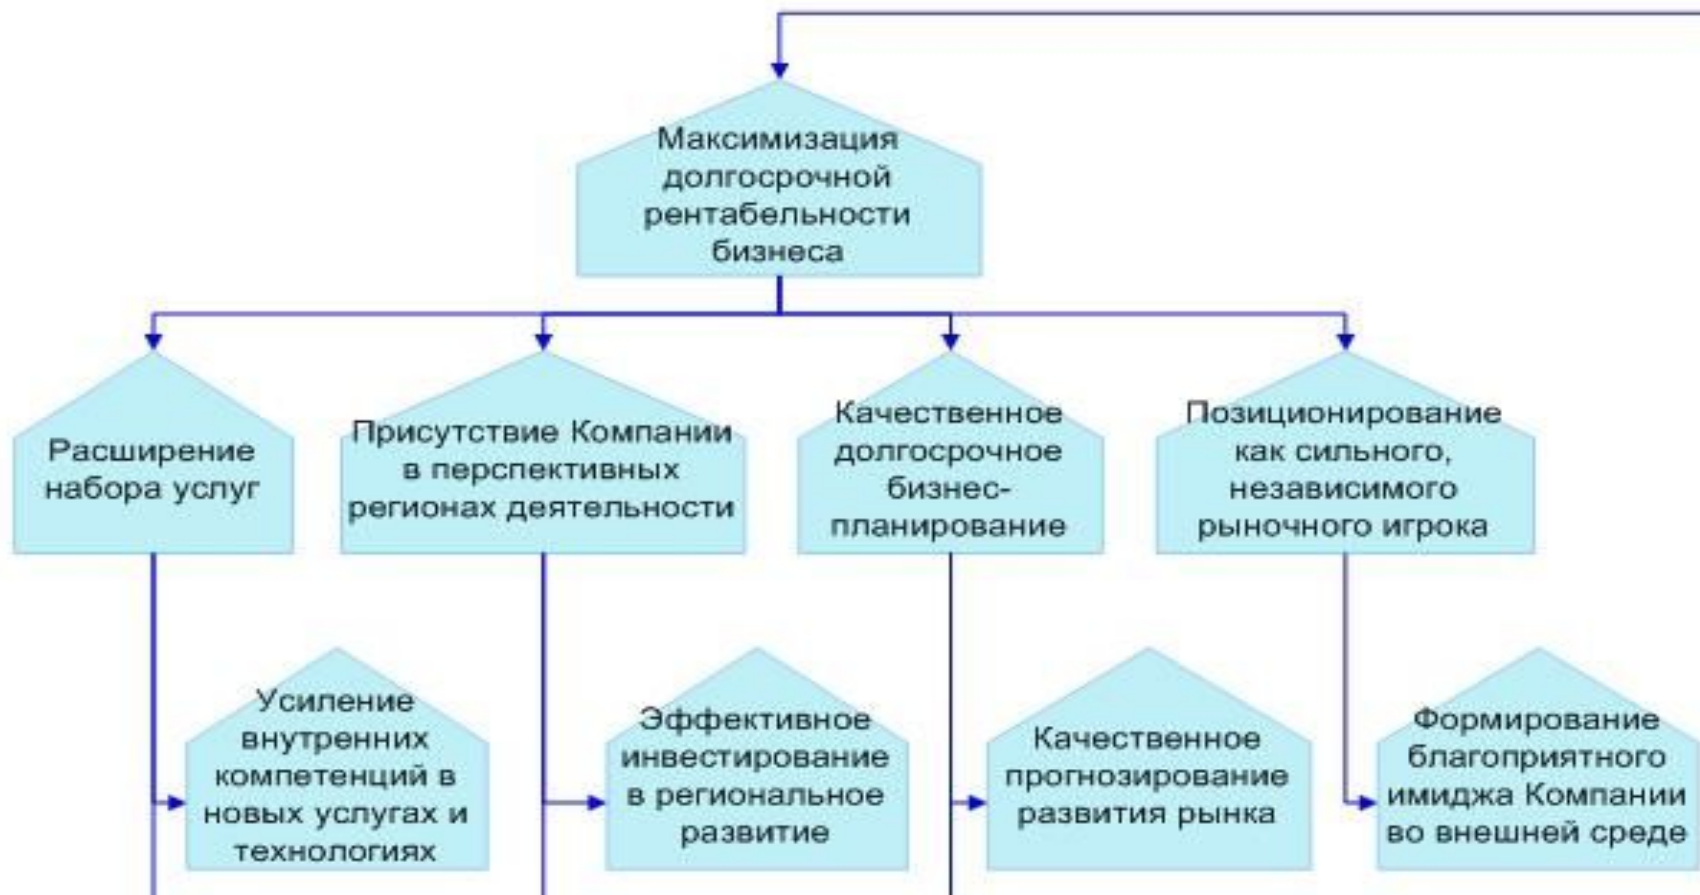 Максимизация
долгосрочной
рентабельности
бизнеса
Расширение
набора услуг
Присутствие Компании
в перспективных
регионах деятельности
Качественное
долгосрочное
бизнес-
планирование
Позиционирование
как сильного,
независимого
рыночного игрока
Усиление
внутренних
компетенций в
новых услугах и
технологиях
Эффективное
инвестирование
в региональное
развитие
Качественное
прогнозирование
развития рынка
Формирование
благоприятного
имиджа Компании
во внешней среде